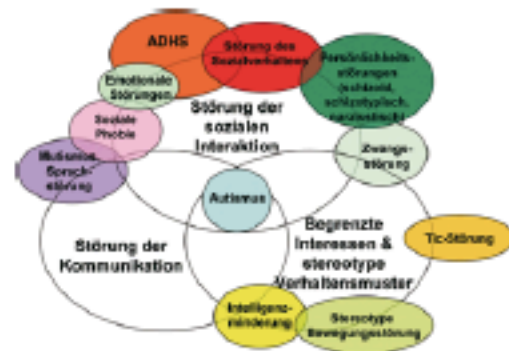 ADHS
Störung des
Sozialverhaltens
Persönlichkeits-
störungen
(schizoid,
schizotypisch,
narzisstisch)
Emotionale
Störungen
Störung der
sozialen
Interaktion
Soziale
Phobie
Zwangs-
störung
Mutismus
Sprach-
störung
Autismus
Begrenzte
Interessen &
stereotype
Verhaltensmuster
Tic-Störung
Störung der
Kommunikation
Intelligenz-
minderung
Stereotype
Bewegungsstörung